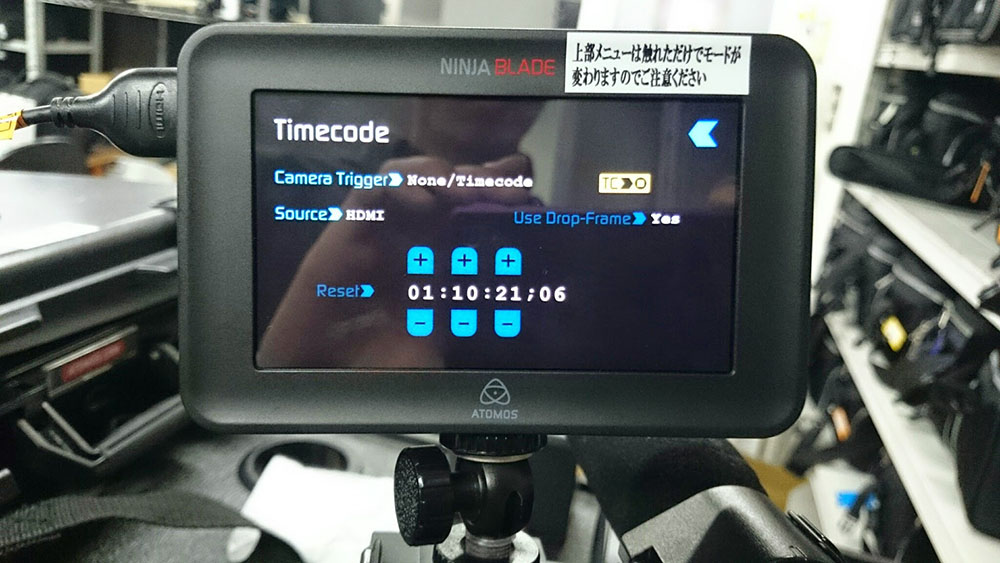 NINJA BLADE
上部メニューは触れただけでモードが
変わりますのでご注意ください
Timecode
Camera Trigger None/Timecode
TC
Source HDMI
Use Drop-Frame Yes
Reset 01:10:21;06
ATOMOS
HDMI